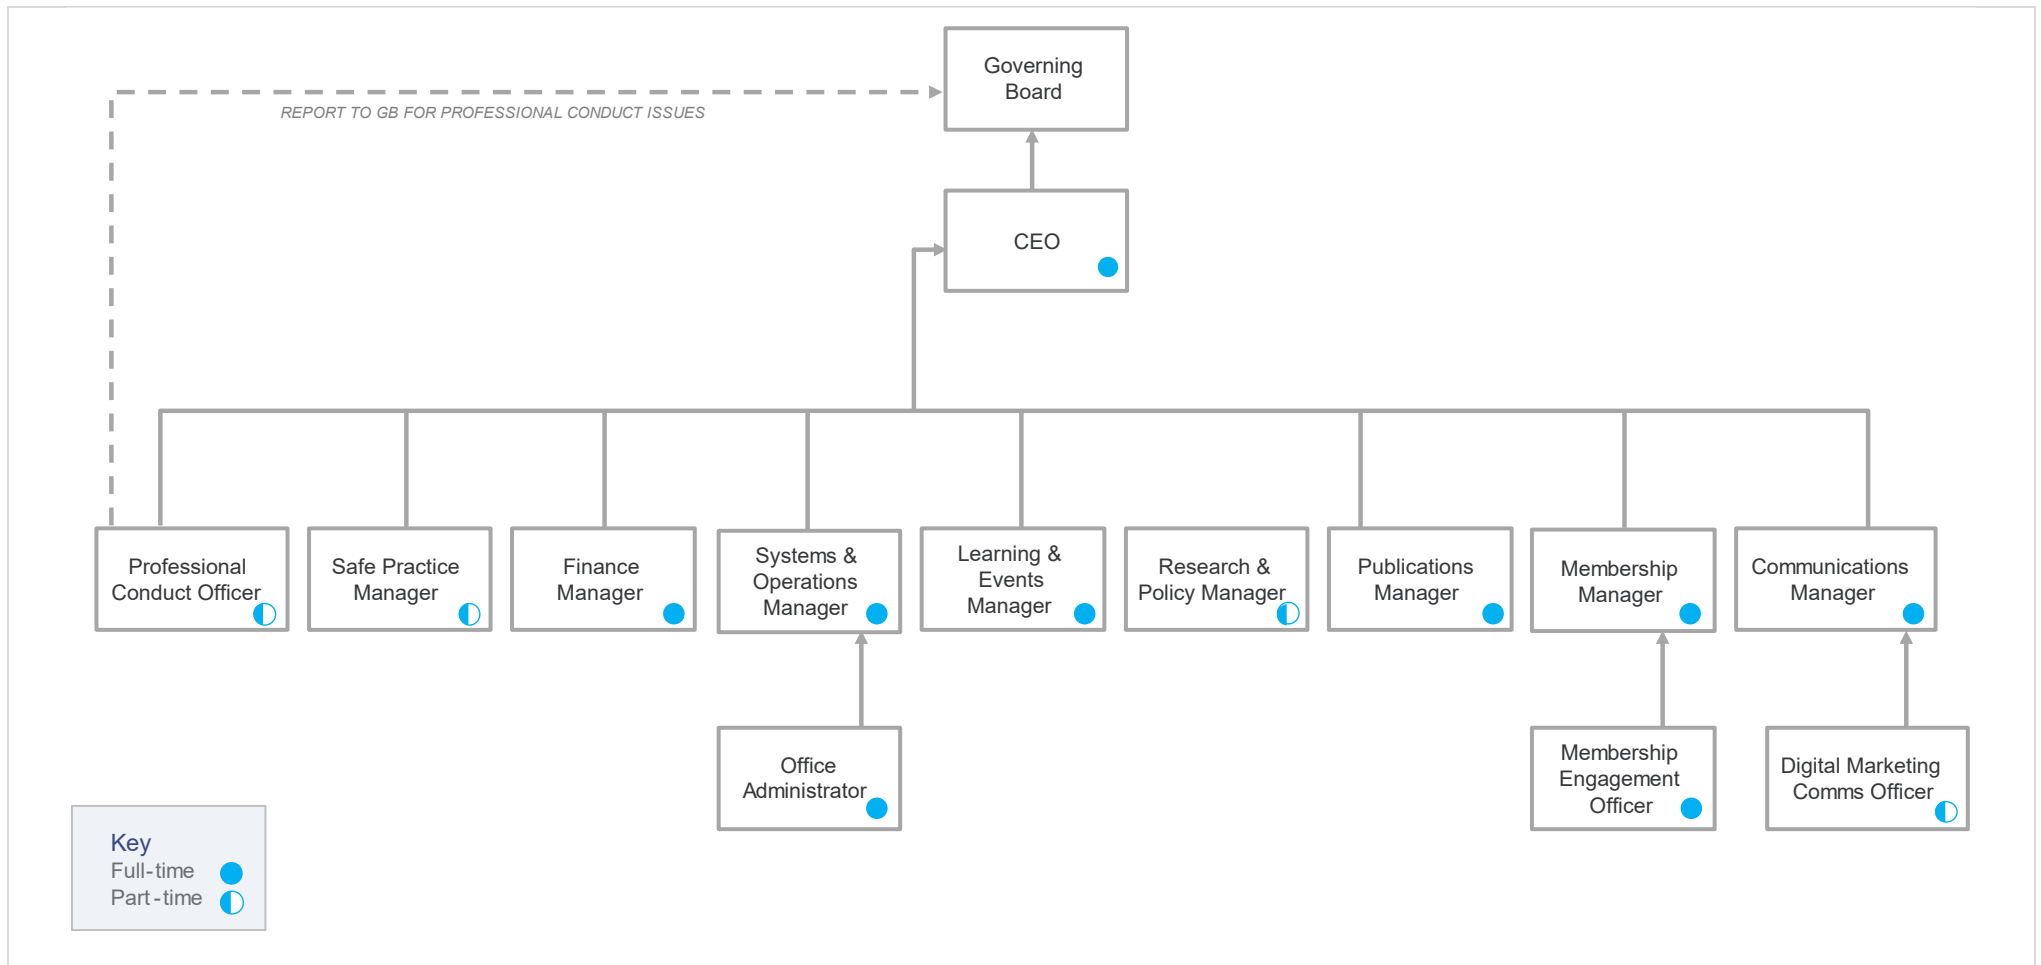 Governing
Board
REPORT TO GB FOR PROFESSIONAL CONDUCT ISSUES
CEO
Professional
Conduct Officer
Safe Practice
Manager
Finance
Manager
Systems &
Operations
Manager
Learning &
Events
Manager
Research &
Policy Manager
Publications
Manager
Membership
Manager
Communications
Manager
Office
Administrator
Membership
Engagement
Officer
Digital Marketing
Comms Officer
Key
Full-time
Part-time